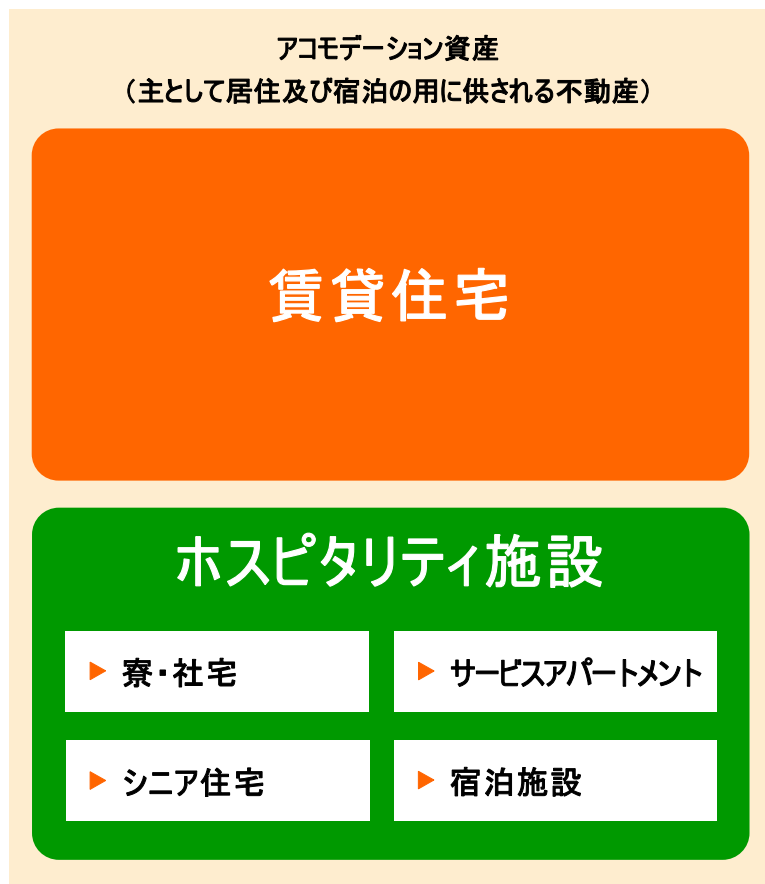 アコモデーション資産
（主として居住及び宿泊の用に供される不動産）
賃貸住宅
ホスピタリティ施設
寮・社宅
サービスアパートメント
シニア住宅
宿泊施設